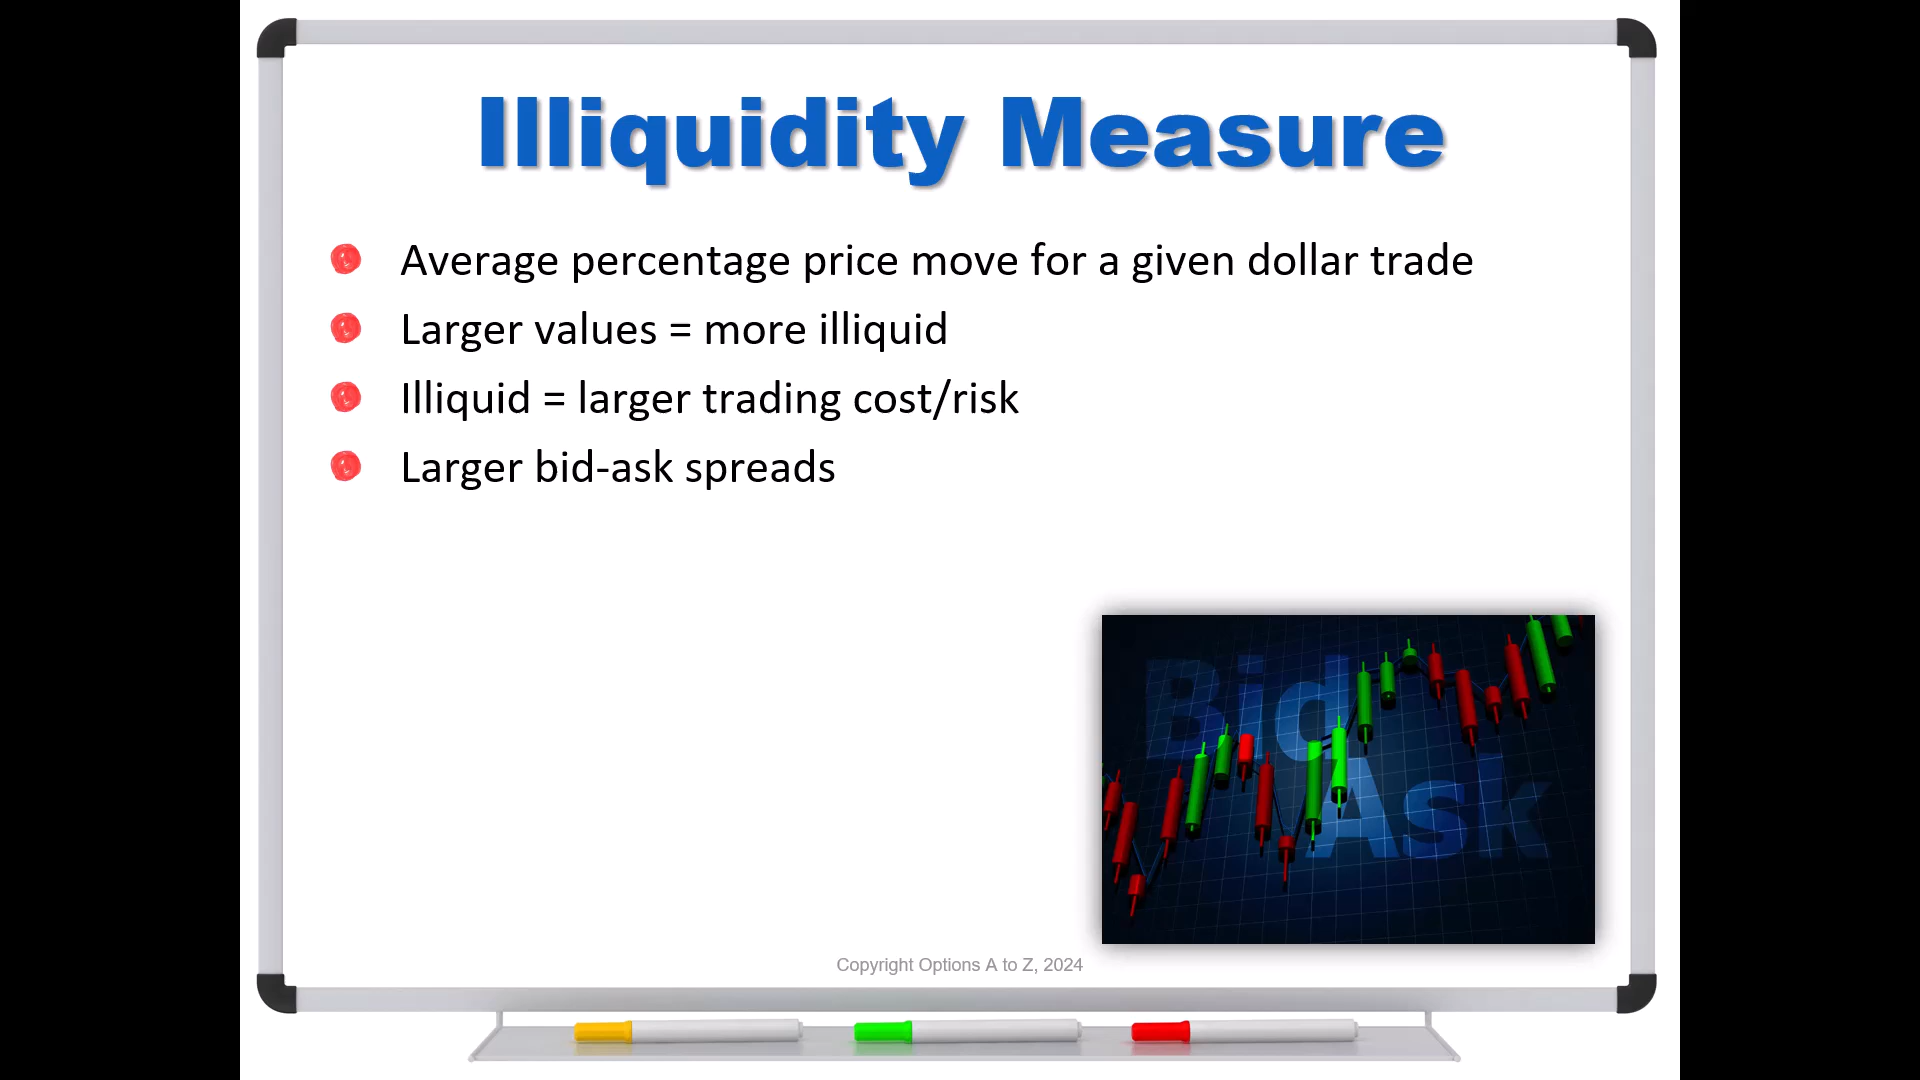 Illiquidity Measure
Average percentage price move for a given dollar trade
Larger values = more illiquid
Illiquid = larger trading cost/risk
Larger bid-ask spreads
Bid
Ask
Copyright Options A to Z, 2024